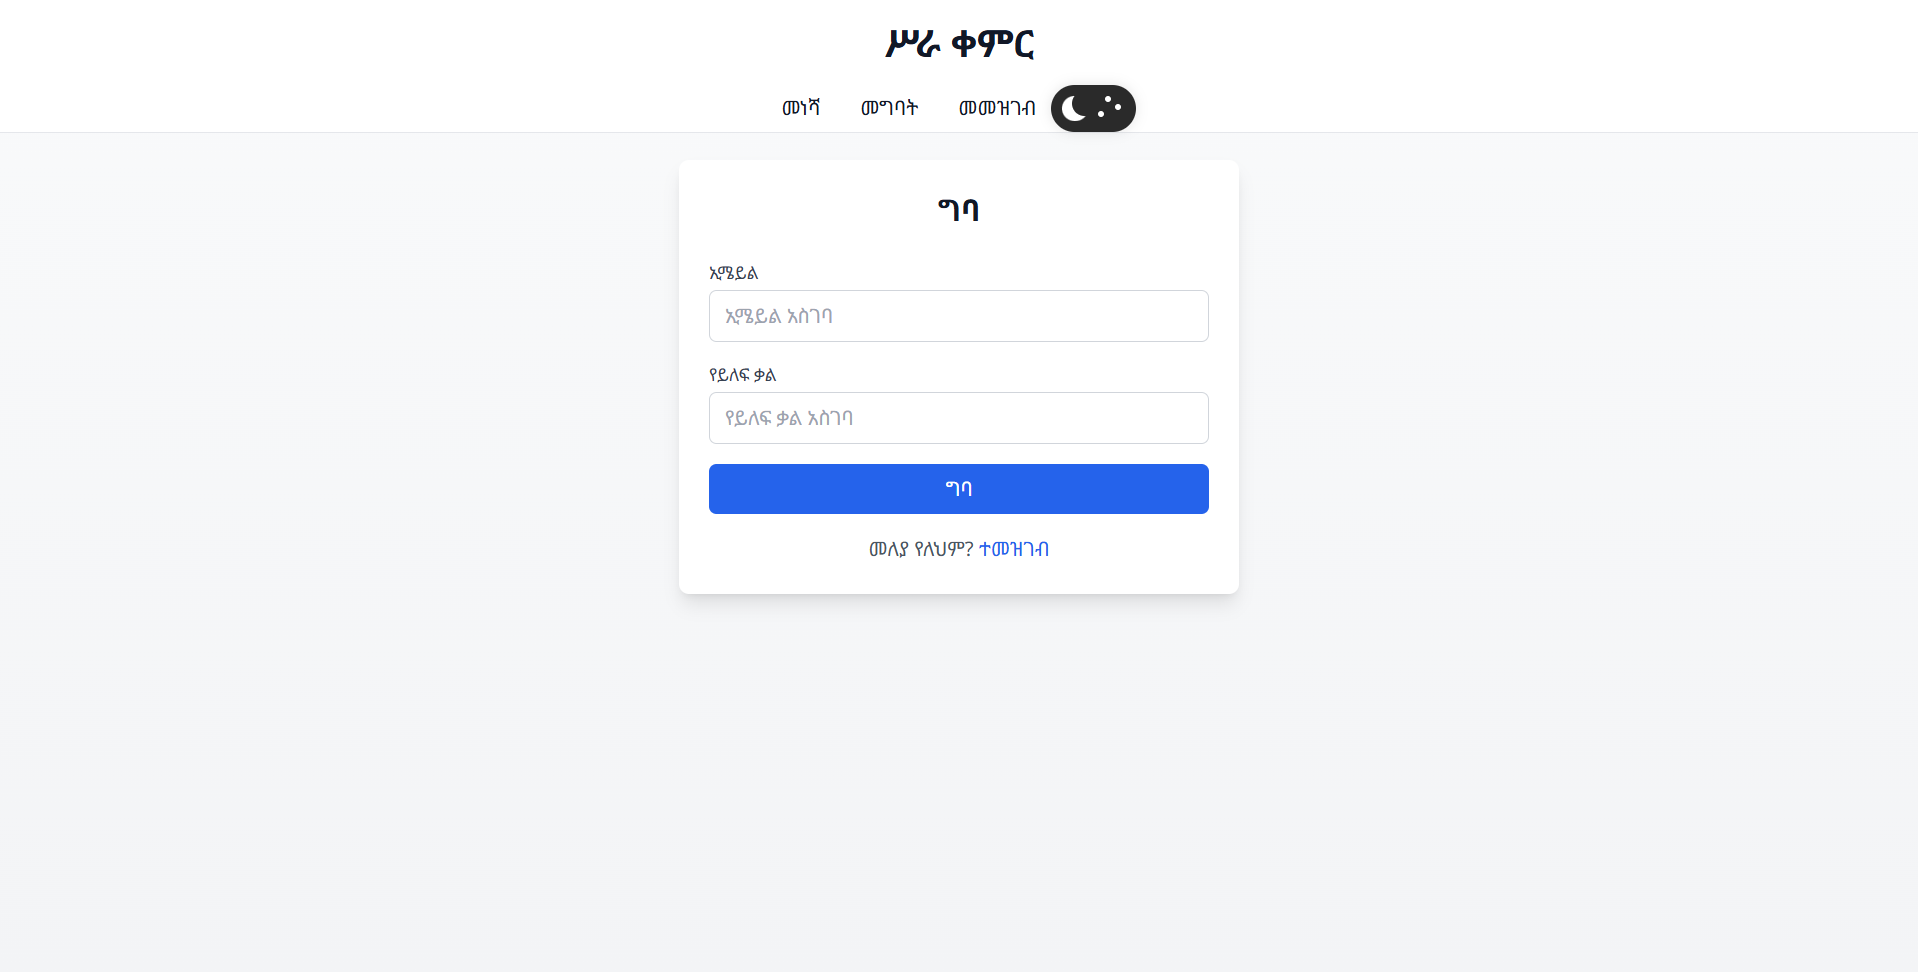 ሥራ ቀምር
መነሻ መግባት መመዝገብ
ግባ
ኢሜይል
ኢሜይል አስገባ
የይለፍ ቃል
የይለፍ ቃል አስገባ
ግባ
መለያ የለህም? ተመዝገብ